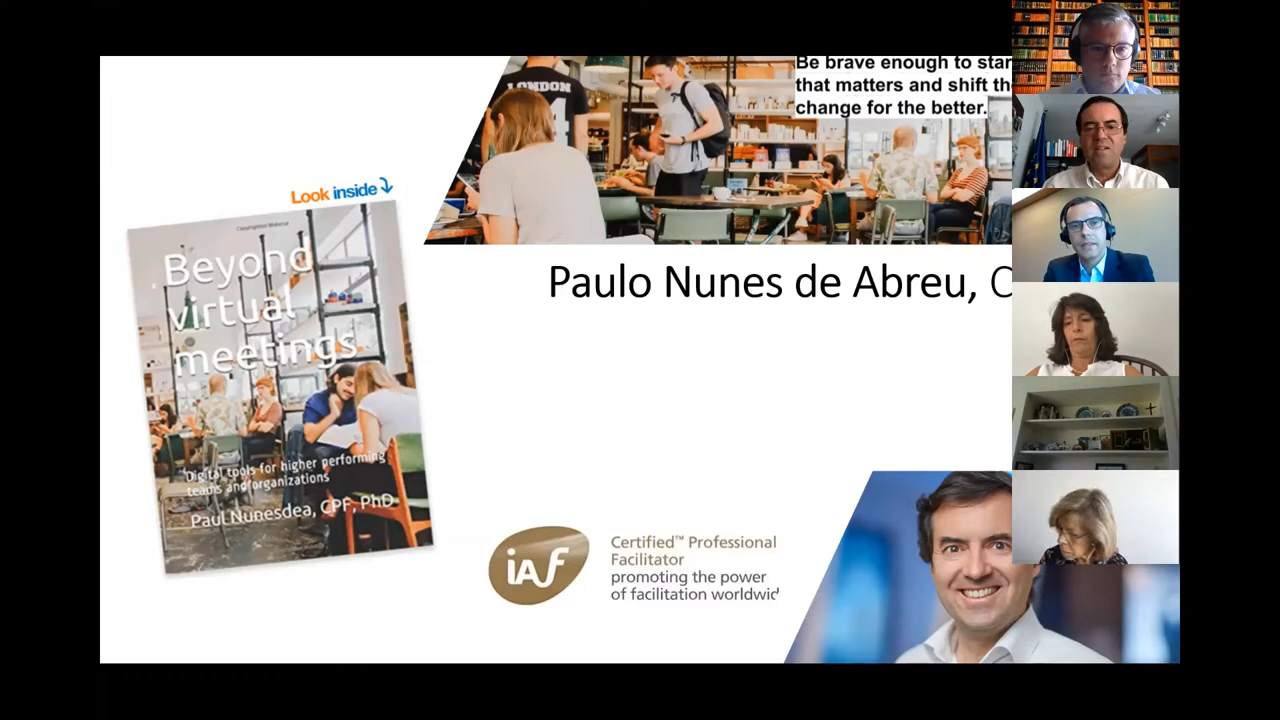 Be brave enough to star
that matters and shift th
change for the better.
LONDON
Look inside
Paulo Nunes de Abreu, C
Beyond
virtual
meetings
Digital tools for higher performing
teams and organizations
Paul Nunesdea, CPF, PhD
iAF
Certified™ Professional
Facilitator
promoting the power
of facilitation worldwid